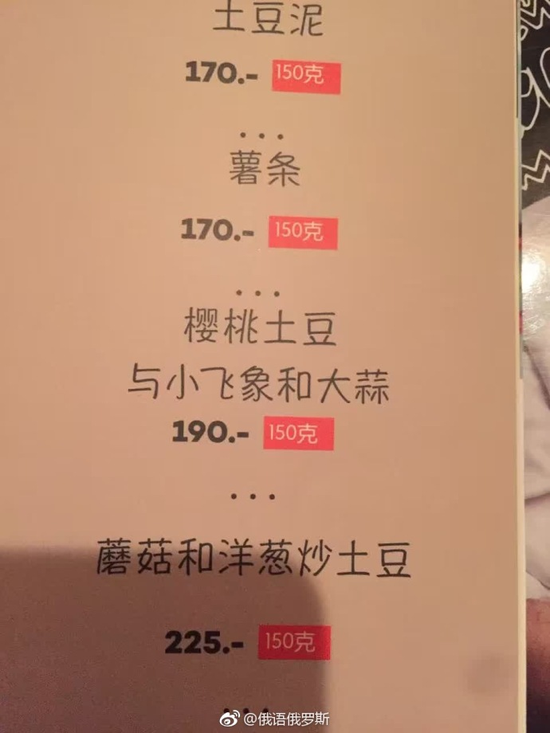 土豆泥
170.- 150克
...
薯条
170.- 150克
...
樱桃土豆
与小飞象和大蒜
190.- 150克
...
蘑菇和洋葱炒土豆
225.- 150克
...
@俄语俄罗斯